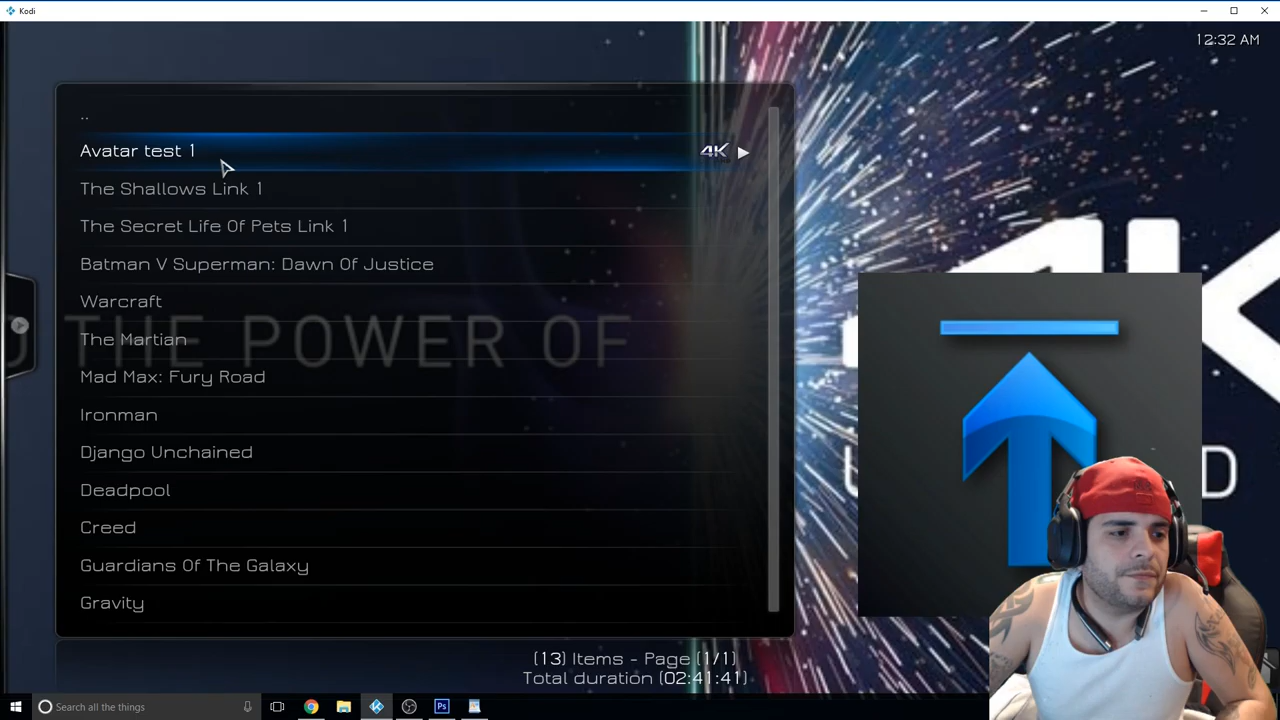 Kodi
12:32 AM
..
Avatar test 1
4K
The Shallows Link 1
The Secret Life Of Pets Link 1
Batman V Superman: Dawn Of Justice
Warcraft
THE POWER OF
The Martian
Mad Max: Fury Road
Ironman
Django Unchained
Deadpool
Creed
Guardians Of The Galaxy
Gravity
(13) Items - Page (1/1)
Total duration (02:41:41)
Search all the things
Ps